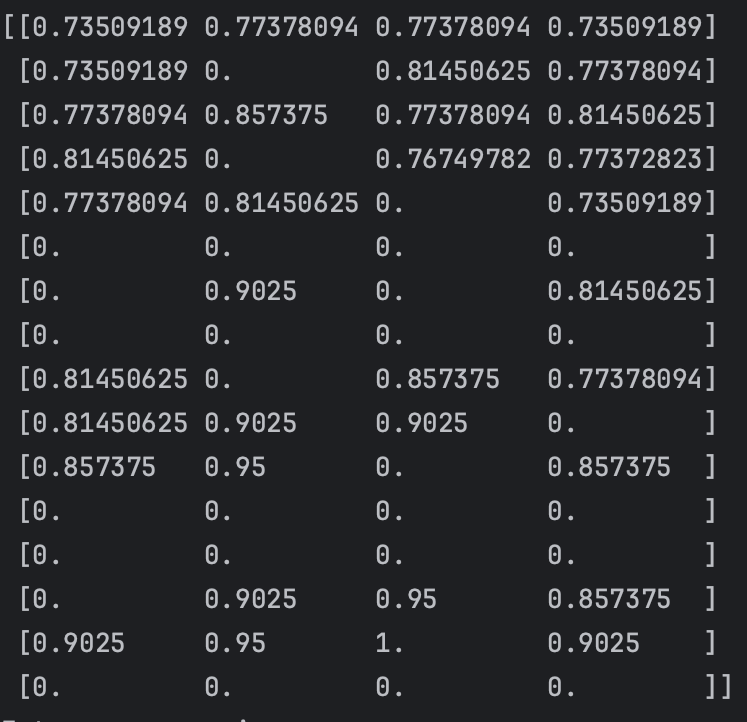 [[0.73509189 0.77378094 0.77378094 0.73509189]
 [0.73509189 0.         0.81450625 0.77378094]
 [0.77378094 0.857375   0.77378094 0.81450625]
 [0.81450625 0.         0.76749782 0.77372823]
 [0.77378094 0.81450625 0.         0.73509189]
 [0.         0.         0.         0.        ]
 [0.         0.9025     0.         0.81450625]
 [0.         0.         0.         0.        ]
 [0.81450625 0.         0.857375   0.77378094]
 [0.81450625 0.9025     0.9025     0.        ]
 [0.857375   0.95       0.         0.857375  ]
 [0.         0.         0.         0.        ]
 [0.         0.         0.         0.        ]
 [0.         0.9025     0.95       0.857375  ]
 [0.9025     0.95       1.         0.9025    ]
 [0.         0.         0.         0.        ]]